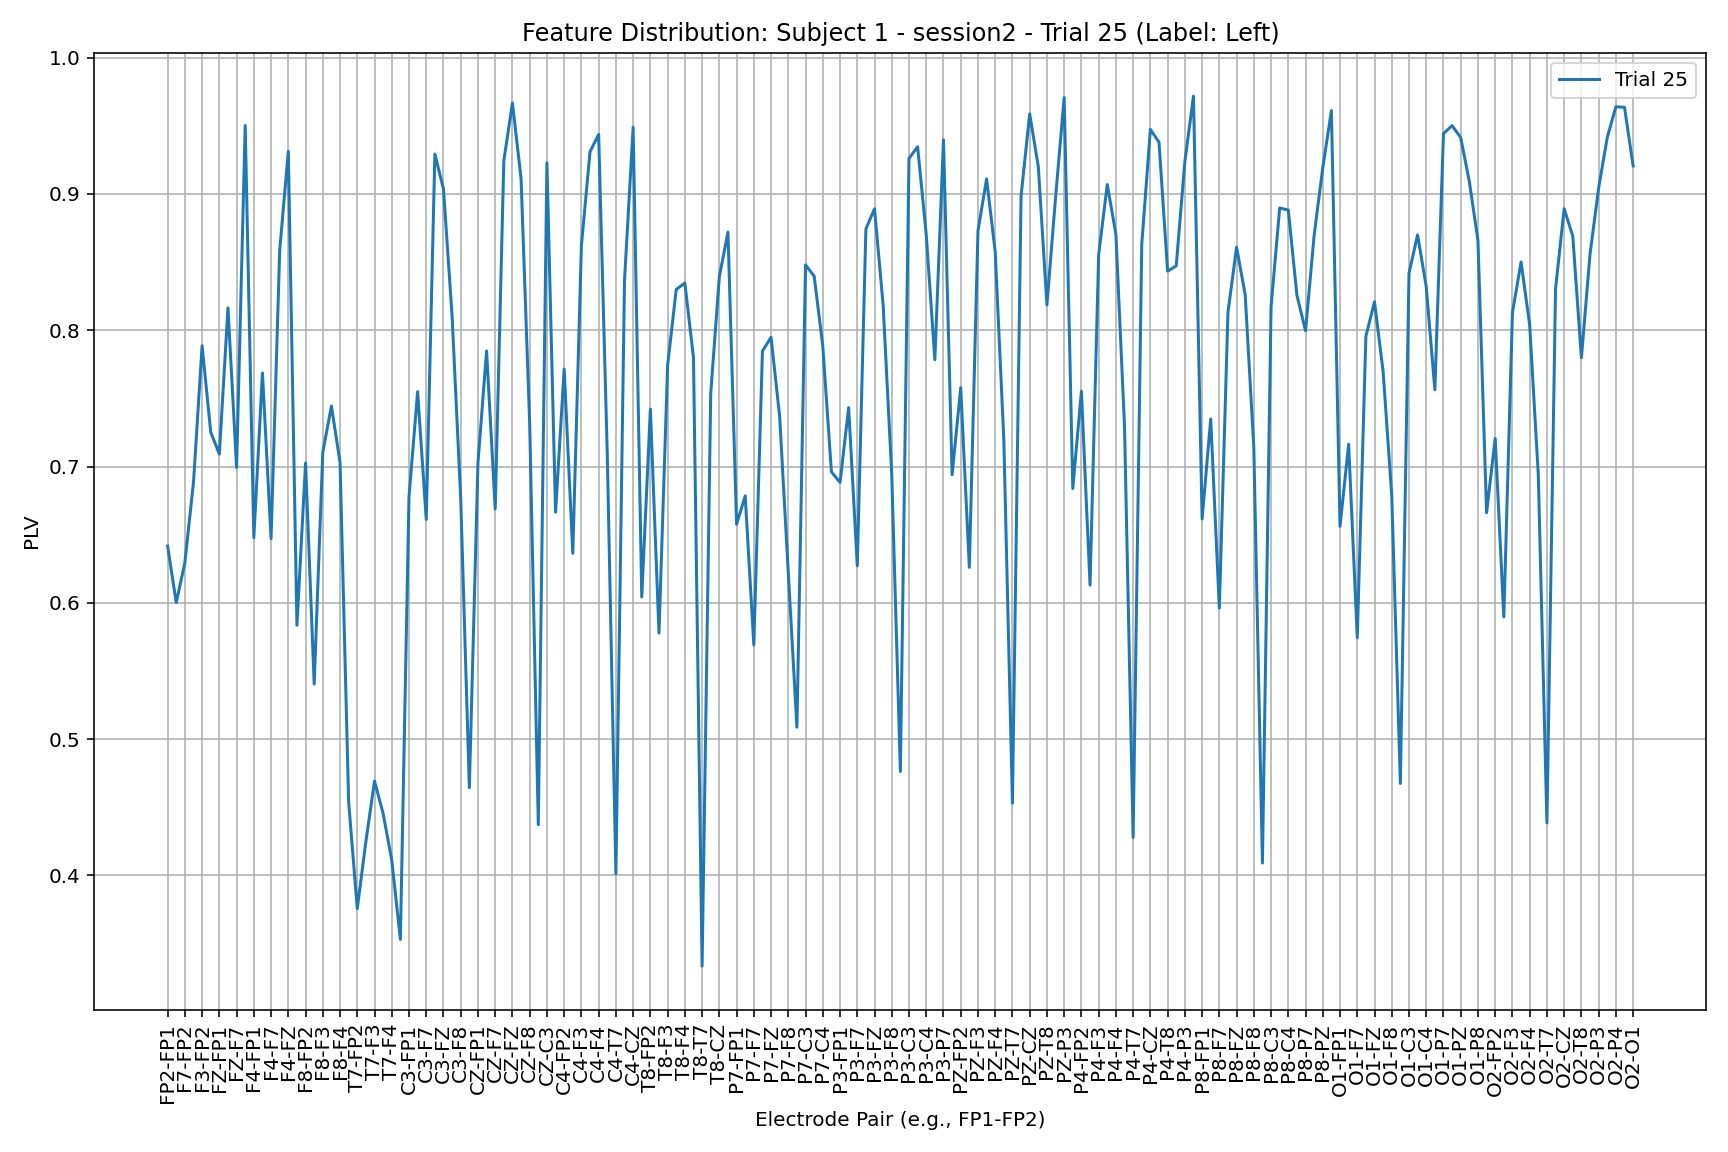 Feature Distribution: Subject 1 - session2 - Trial 25 (Label: Left)
Trial 25
1.0
0.9
0.8
0.7
0.6
0.5
0.4
PLV
FP2-FP1
F7-FP2
F3-FP2
FZ-FP1
FZ-F7
F4-FP1
F4-F7
F4-FZ
F8-FP2
F8-F3
F8-F4
T7-FP2
T7-F3
T7-F4
C3-FP1
C3-F7
C3-FZ
C3-F8
CZ-FP1
CZ-F7
CZ-FZ
CZ-F8
CZ-C3
C4-FP2
C4-F3
C4-F4
C4-T7
C4-CZ
T8-FP2
T8-F3
T8-F4
T8-T7
T8-CZ
P7-FP1
P7-F7
P7-FZ
P7-F8
P7-C3
P7-C4
P3-FP1
P3-F7
P3-FZ
P3-F8
P3-C3
P3-C4
P3-P7
PZ-FP2
PZ-F3
PZ-F4
PZ-T7
PZ-CZ
PZ-T8
PZ-P3
P4-FP2
P4-F3
P4-F4
P4-T7
P4-CZ
P4-T8
P4-P3
P8-FP1
P8-F7
P8-FZ
P8-F8
P8-C3
P8-C4
P8-P7
P8-PZ
O1-FP1
O1-F7
O1-FZ
O1-F8
O1-C3
O1-C4
O1-P7
O1-PZ
O1-P8
O2-FP2
O2-F3
O2-F4
O2-T7
O2-CZ
O2-T8
O2-P3
O2-P4
O2-O1
Electrode Pair (e.g., FP1-FP2)